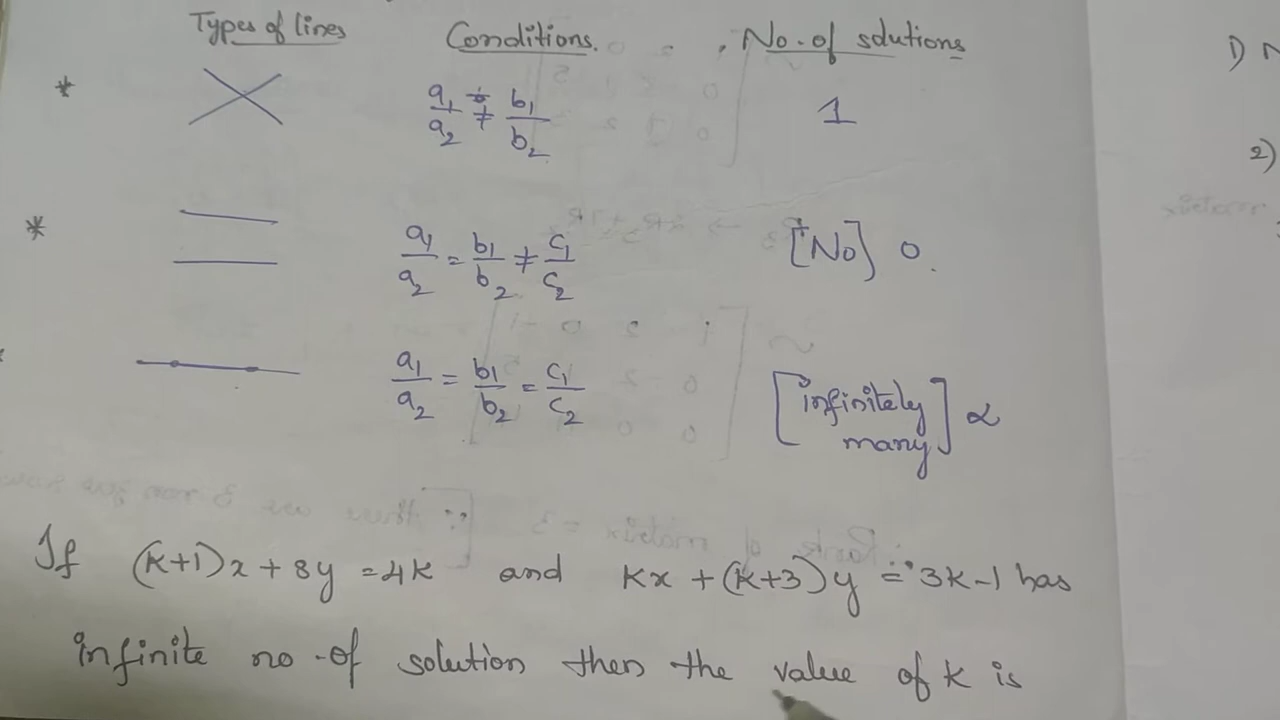 Types of lines Conditions. No. of solutions
* a1/a2 ≠ b1/b2 1
* a1/a2 = b1/b2 ≠ c1/c2 [No] 0.
a1/a2 = b1/b2 = c1/c2 [infinitely many] ∝
If (k+1)x + 8y = 4k and kx + (k+3)y = 3k-1 has
infinite no. of solution then the value of k is
1) N
2)